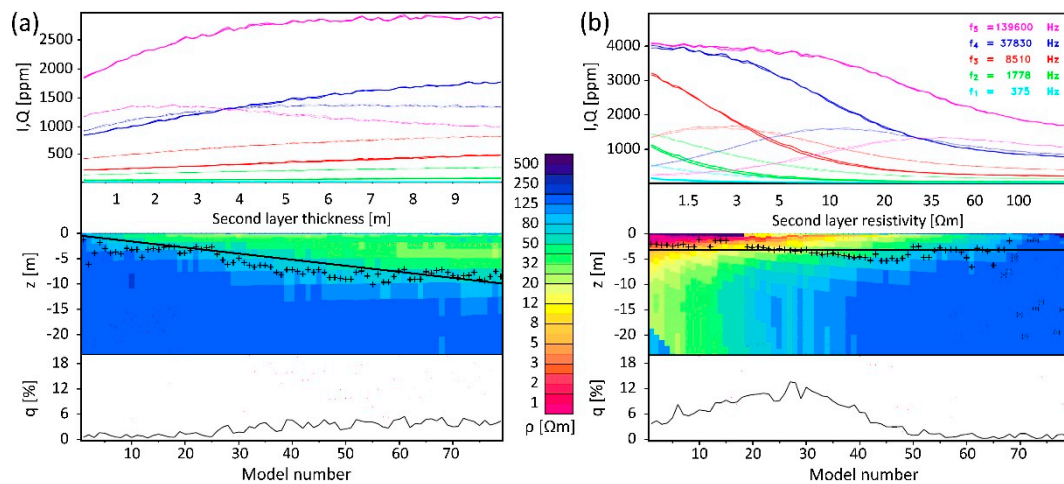 (a)
I,Q [ppm]
2500
2000
1500
1000
500
1 2 3 4 5 6 7 8 9
Second layer thickness [m]
z [m]
0
-5
-10
-15
-20
q [%]
18
12
6
0
0 10 20 30 40 50 60 70
Model number
500
250
125
80
50
32
20
12
8
5
3
2
1
ρ [Ωm]
(b)
f5 = 139600 Hz
f4 = 37830 Hz
f3 = 8510 Hz
f2 = 1778 Hz
f1 = 375 Hz
I,Q [ppm]
4000
3000
2000
1000
1.5 3 5 10 20 35 60 100
Second layer resistivity [Ωm]
z [m]
0
-5
-10
-15
-20
q [%]
18
12
6
0
10 20 30 40 50 60 70
Model number